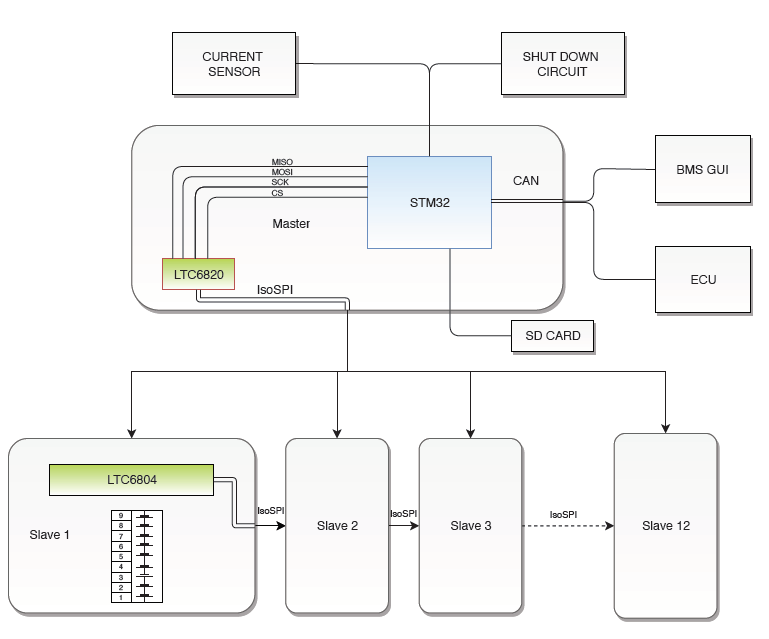 CURRENT
SENSOR
SHUT DOWN
CIRCUIT
MISO
MOSI
SCK
CS
Master
STM32
CAN
BMS GUI
ECU
LTC6820
IsoSPI
SD CARD
LTC6804
Slave 1
9
8
7
6
5
4
3
2
1
IsoSPI
Slave 2
IsoSPI
Slave 3
IsoSPI
Slave 12